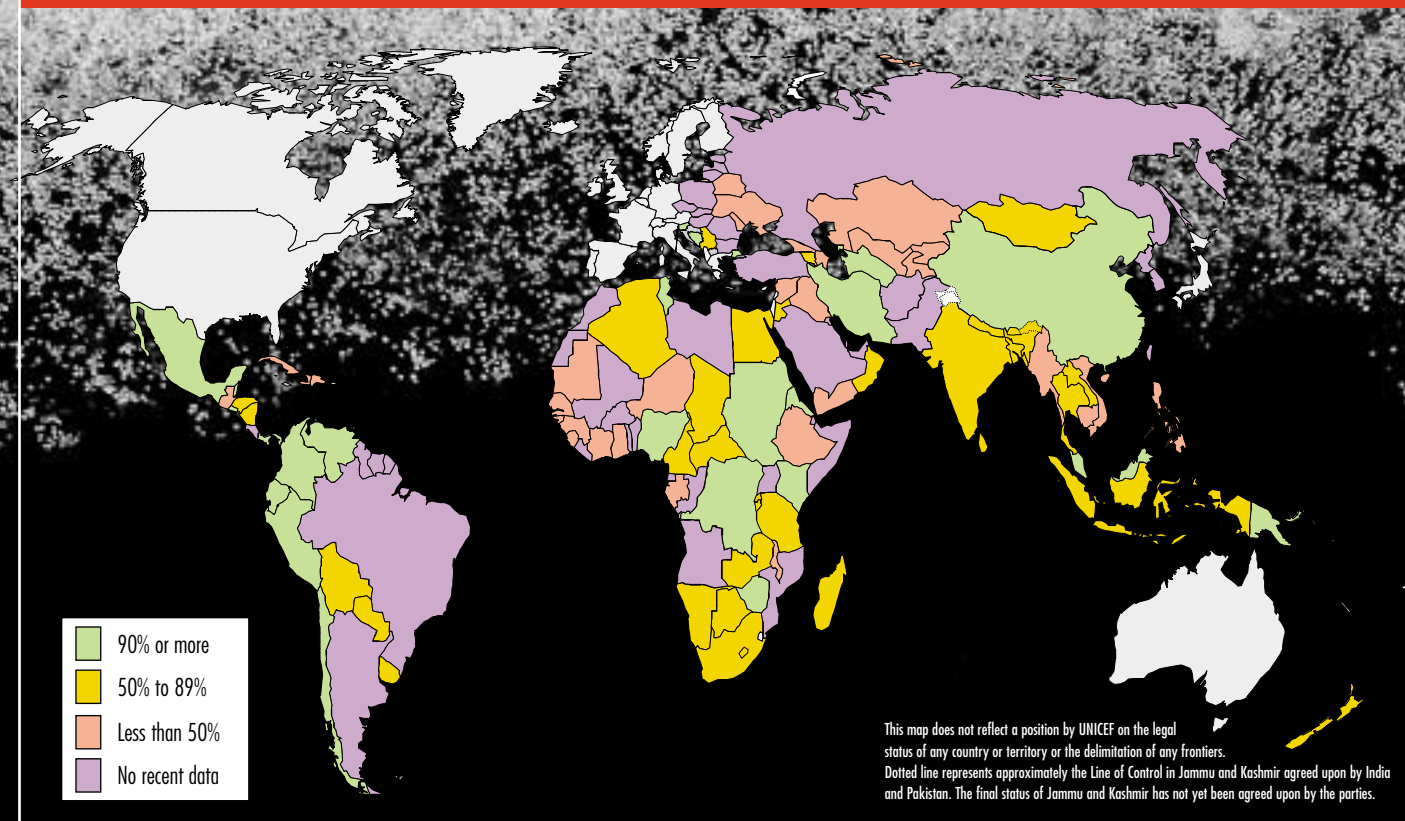 90% or more
50% to 89%
Less than 50%
No recent data
This map does not reflect a position by UNICEF on the legal
status of any country or territory or the delimitation of any frontiers.
Dotted line represents approximately the Line of Control in Jammu and Kashmir agreed upon by India
and Pakistan. The final status of Jammu and Kashmir has not yet been agreed upon by the parties.